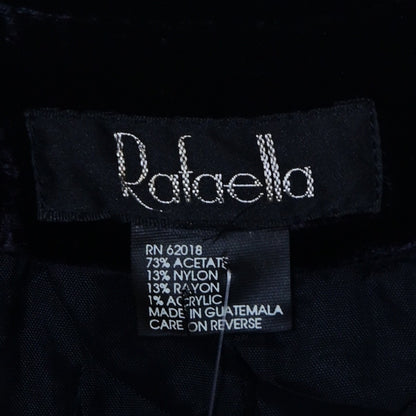 Rafaella
RN 62018
73% ACETATE
13% NYLON
13% RAYON
1% ACRYLIC
MADE IN GUATEMALA
CARE ON REVERSE